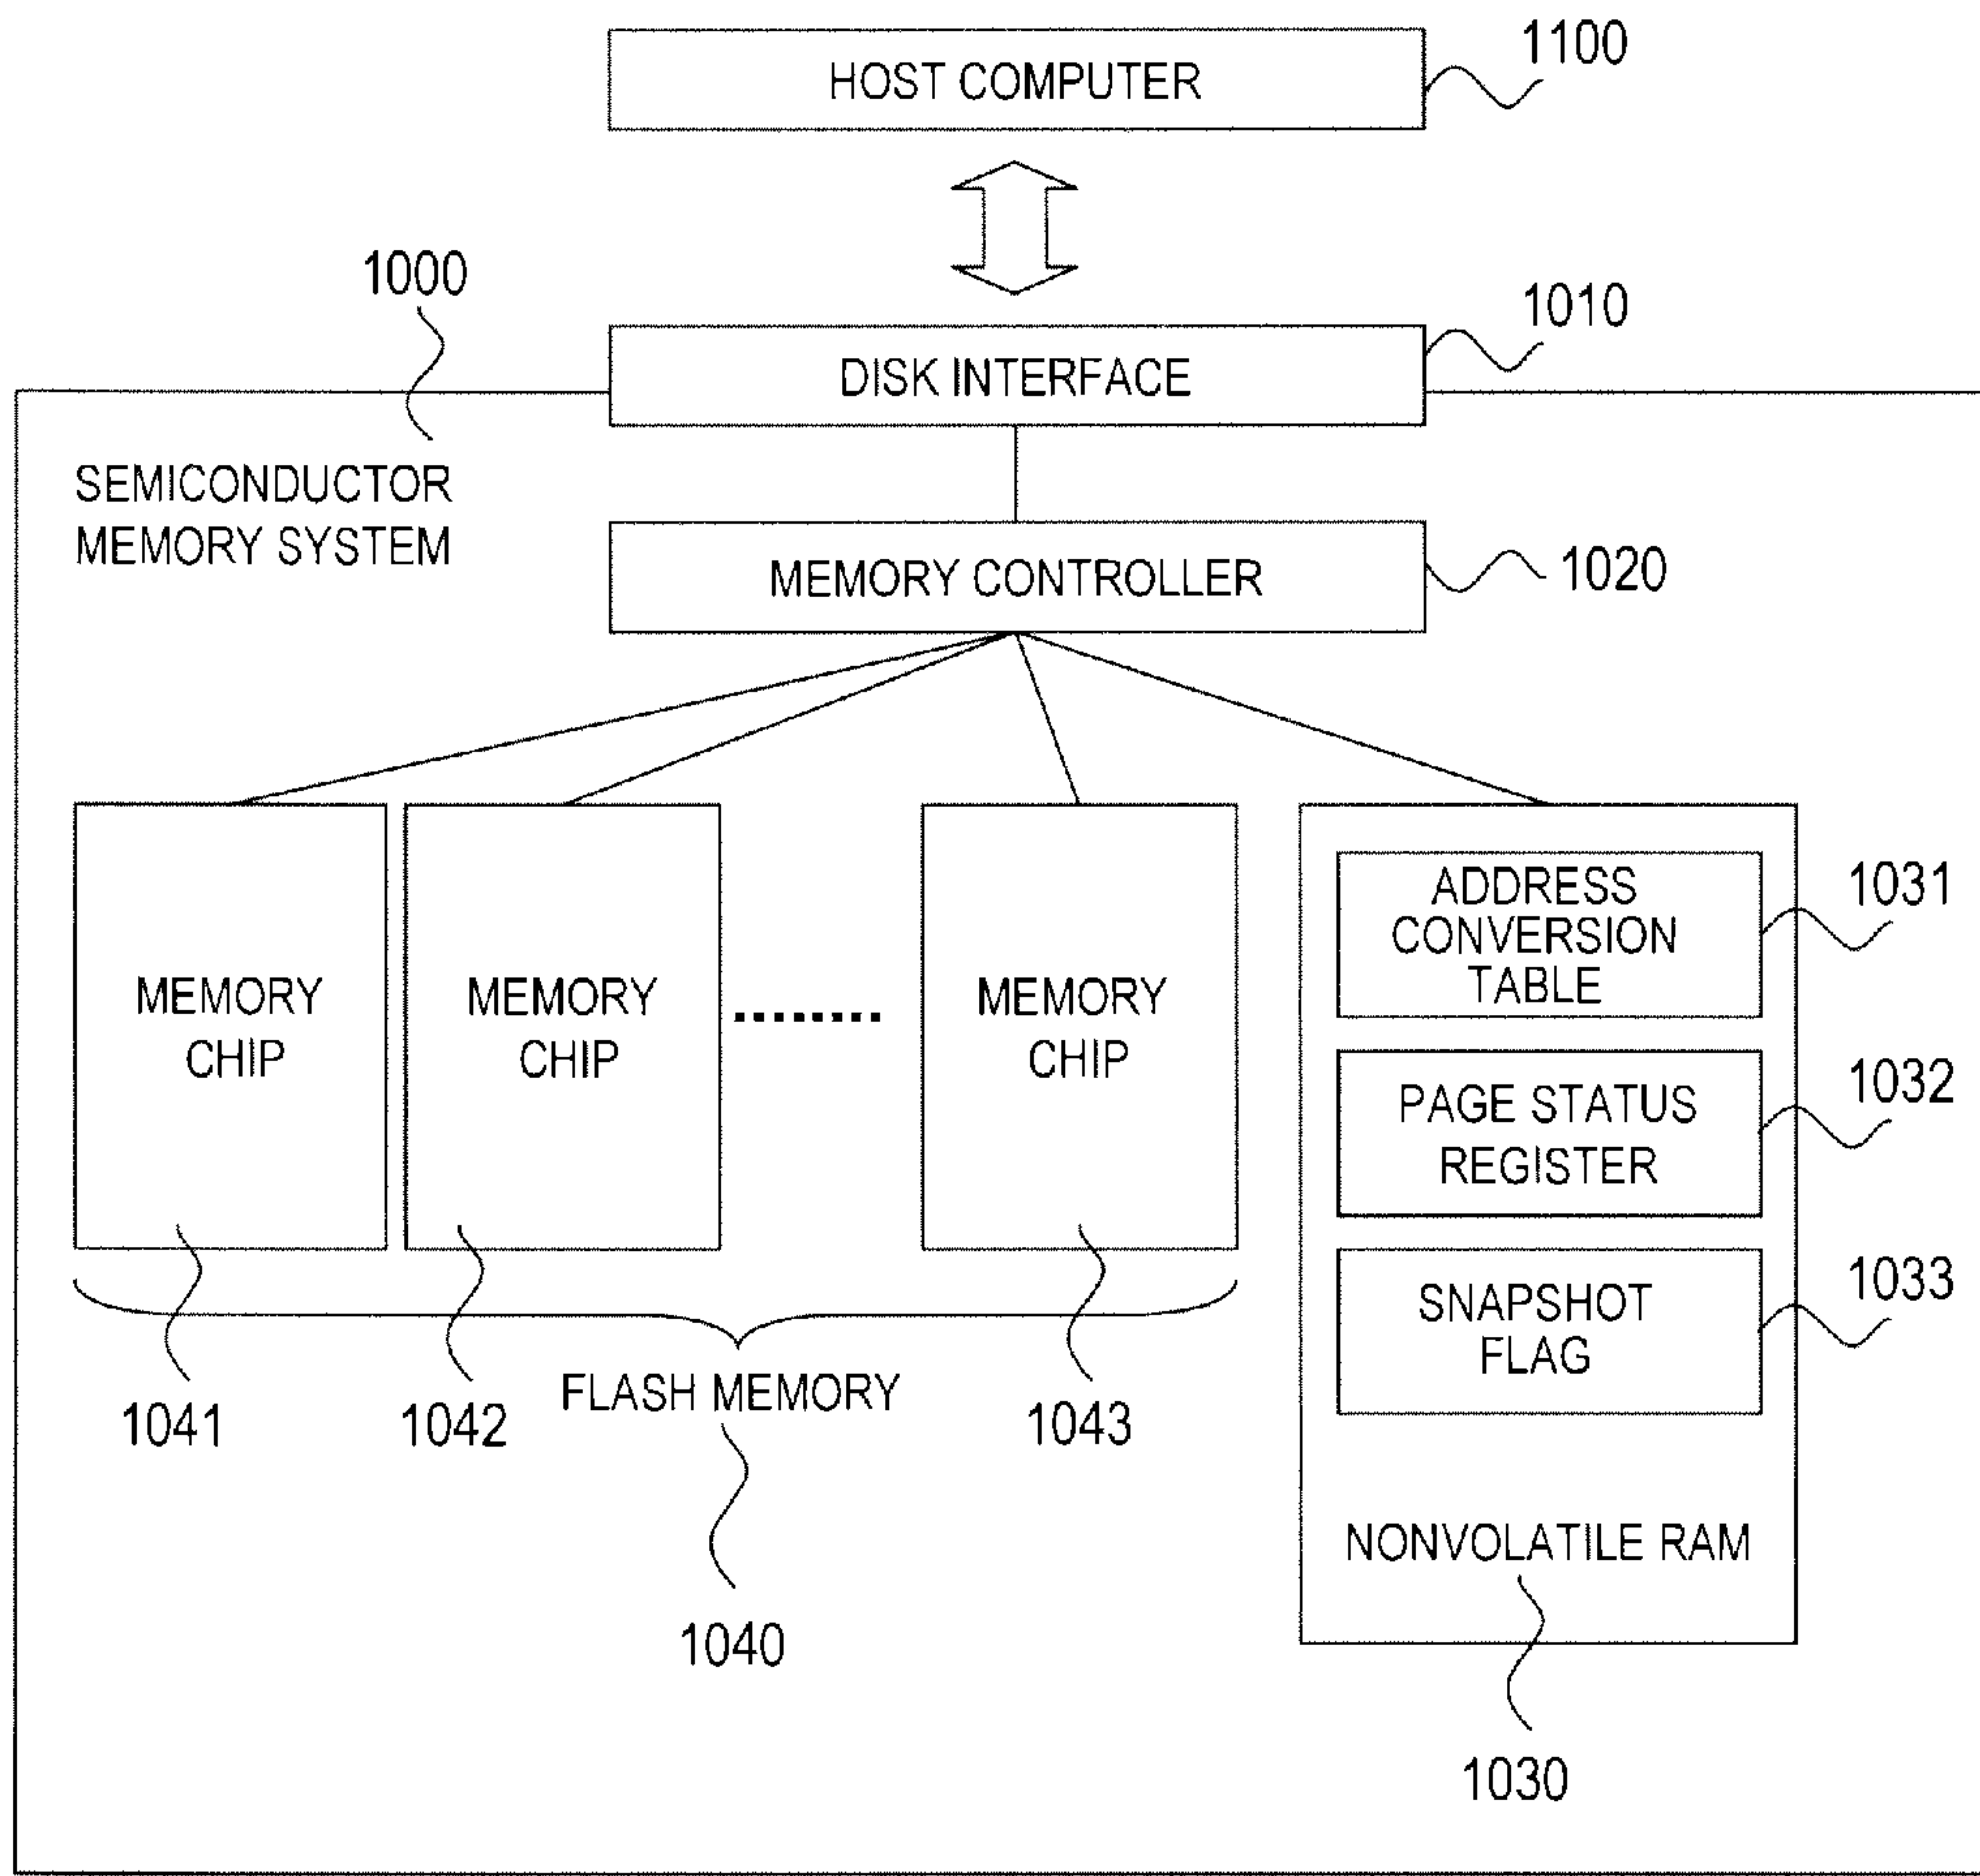 HOST COMPUTER
1100
1000
1010
DISK INTERFACE
SEMICONDUCTOR
MEMORY SYSTEM
MEMORY CONTROLLER
1020
MEMORY
CHIP
MEMORY
CHIP
MEMORY
CHIP
ADDRESS
CONVERSION
TABLE
1031
PAGE STATUS
REGISTER
1032
SNAPSHOT
FLAG
1033
1041
1042
FLASH MEMORY
1043
NONVOLATILE RAM
1040
1030